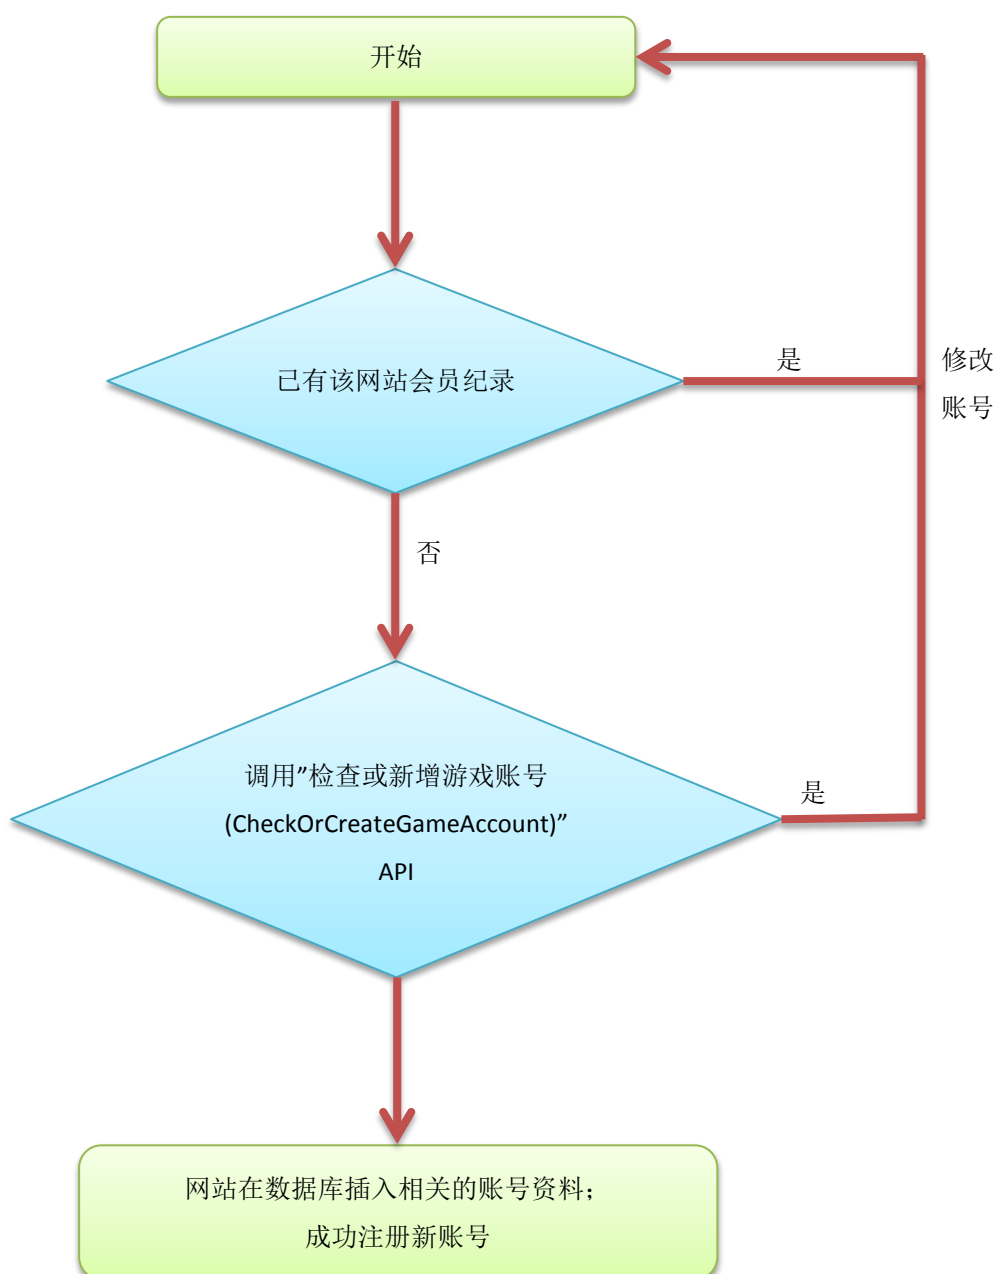 开始
已有该网站会员纪录
是
修改
账号
否
调用”检查或新增游戏账号
(CheckOrCreateGameAccount)”
API
是
网站在数据库插入相关的账号资料；
成功注册新账号